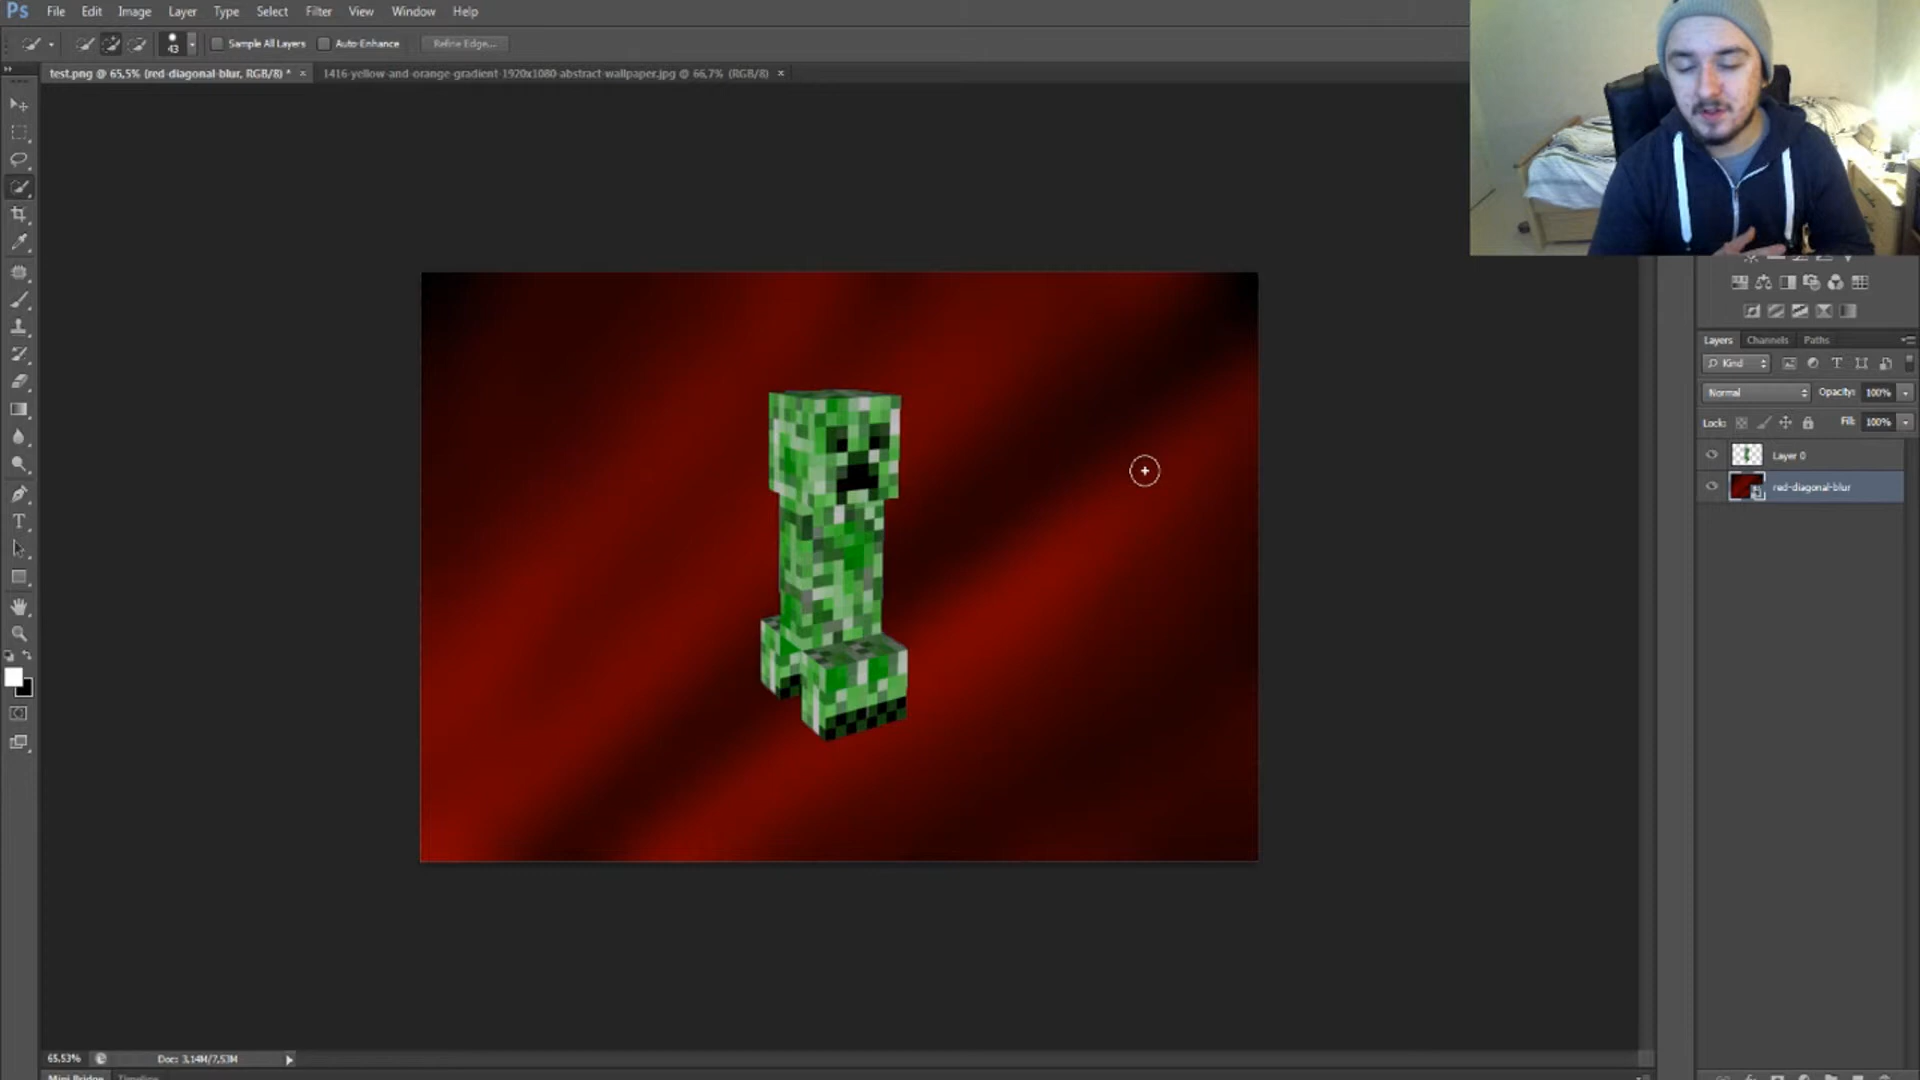 Ps File Edit Image Layer Type Select Filter View Window Help
43 Sample All Layers Auto-Enhance Refine Edge...
test.png @ 65,5% (red-diagonal-blur, RGB/8) * × 1416-yellow-and-orange-gradient-1920x1080-abstract-wallpaper.jpg @ 66,7% (RGB/8) ×
Layers Channels Paths
Kind
Normal Opacity: 100%
Lock: Fill: 100%
Layer 0
red-diagonal-blur
65,53% Doc: 3,14M/7,53M
Mini Bridge Timeline